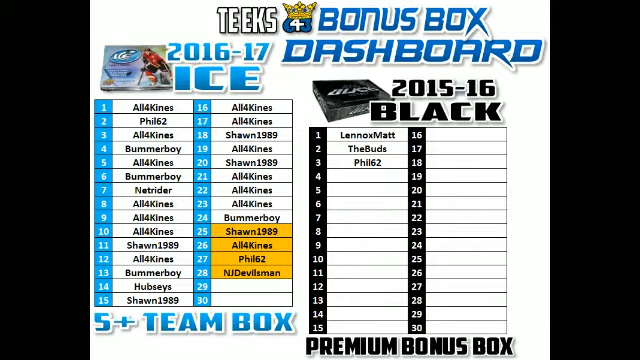 TEEKS 43 BONUS BOX
DASHBOARD
2016-17
ICE
1 All4Kines 16 All4Kines
2 Phil62 17 All4Kines
3 All4Kines 18 Shawn1989
4 Bummerboy 19 All4Kines
5 All4Kines 20 Shawn1989
6 Bummerboy 21 All4Kines
7 Netrider 22 All4Kines
8 All4Kines 23 All4Kines
9 All4Kines 24 Bummerboy
10 All4Kines 25 Shawn1989
11 Shawn1989 26 All4Kines
12 All4Kines 27 Phil62
13 Bummerboy 28 NJDevilsman
14 Hubseys 29
15 Shawn1989 30
5+ TEAM BOX
2015-16
BLACK
1 LennoxMatt 16
2 TheBuds 17
3 Phil62 18
4 19
5 20
6 21
7 22
8 23
9 24
10 25
11 26
12 27
13 28
14 29
15 30
PREMIUM BONUS BOX